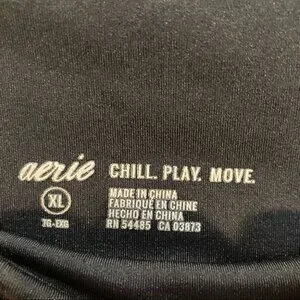 aerie CHILL. PLAY. MOVE.
XL
TG-EXG
MADE IN CHINA
FABRIQUÉ EN CHINE
HECHO EN CHINA
RN 54485 CA 03873